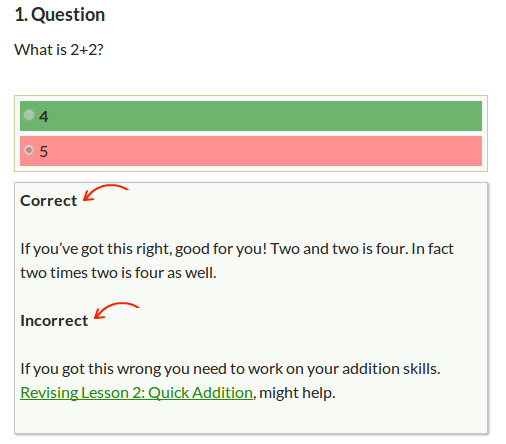 1. Question
What is 2+2?
4
5
Correct
If you’ve got this right, good for you! Two and two is four. In fact
two times two is four as well.
Incorrect
If you got this wrong you need to work on your addition skills.
Revising Lesson 2: Quick Addition, might help.